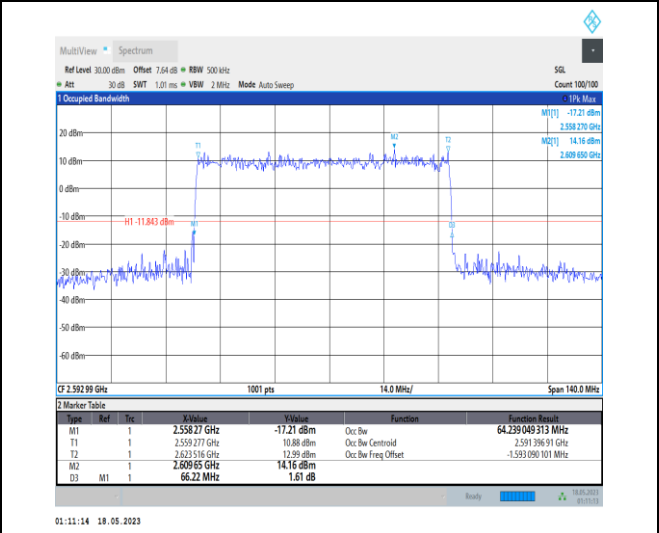 MultiView Spectrum
Ref Level 30.00 dBm Offset 7.64 dB RBW 500 kHz SGL
Att 30 dB SWT 1.01 ms VBW 2 MHz Mode Auto Sweep Count 100/100
1 Occupied Bandwidth 1Pk Max
M1[1] -17.21 dBm
2.558 270 GHz
M2[1] 14.16 dBm
2.609 650 GHz
20 dBm
M2
T1
T2
10 dBm
0 dBm
-10 dBm
H1 -11.843 dBm
M1
D3
-20 dBm
-30 dBm
-40 dBm
-50 dBm
-60 dBm
CF 2.592 99 GHz 1001 pts 14.0 MHz/ Span 140.0 MHz
2 Marker Table
Type Ref Trc X-Value Y-Value Function Function Result
M1 1 2.558 27 GHz -17.21 dBm Occ Bw 64.239 049 313 MHz
T1 1 2.559 277 GHz 10.88 dBm Occ Bw Centroid 2.591 396 91 GHz
T2 1 2.623 516 GHz 12.99 dBm Occ Bw Freq Offset -1.593 090 101 MHz
M2 1 2.609 65 GHz 14.16 dBm
D3 M1 1 66.22 MHz 1.61 dB
Ready 18.05.2023
01:11:13
01:11:14 18.05.2023